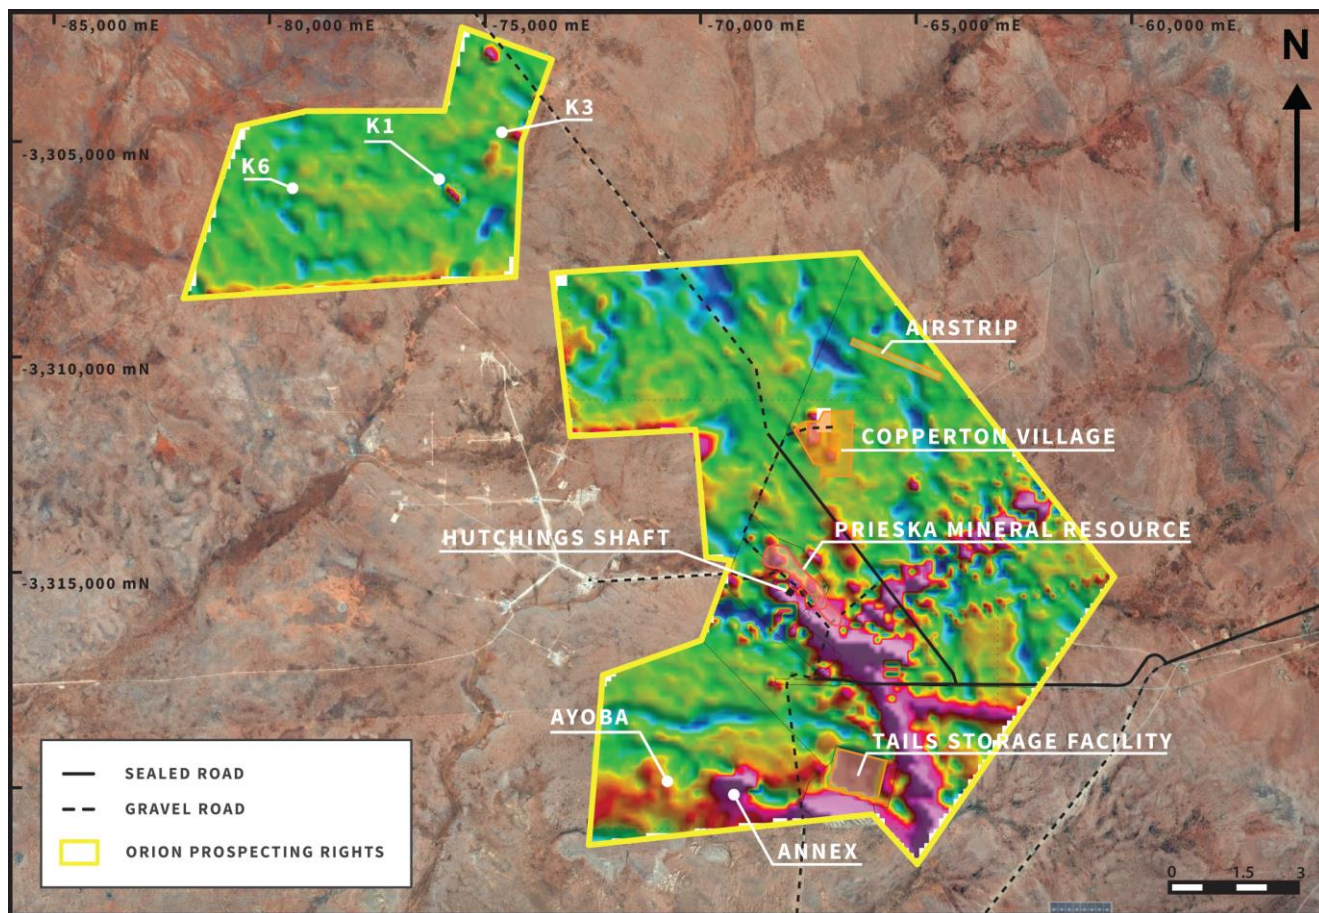 -85,000 mE
-80,000 mE
-75,000 mE
-70,000 mE
-65,000 mE
-60,000 mE
N
K3
K1
-3,305,000 mN
K6
AIRSTRIP
-3,310,000 mN
COPPERTON VILLAGE
PRIESKA MINERAL RESOURCE
HUTCHINGS SHAFT
-3,315,000 mN
AYOBA
TAILS STORAGE FACILITY
SEALED ROAD
GRAVEL ROAD
ORION PROSPECTING RIGHTS
ANNEX
0 1.5 3